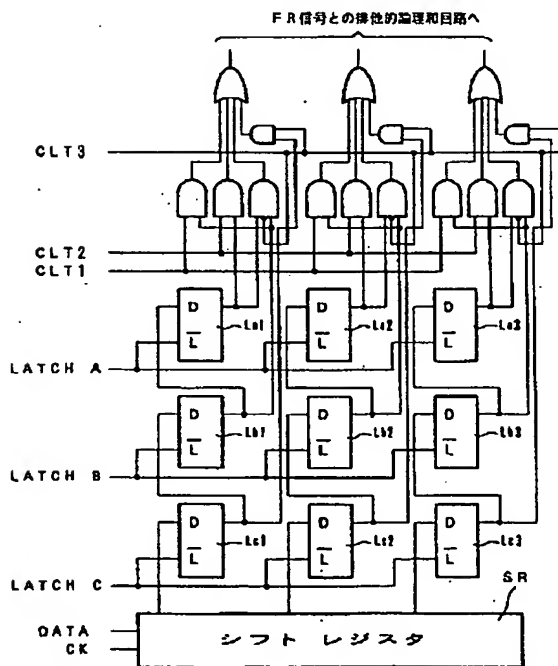 FR信号との排他的論理和回路へ
CLT3
CLT2
CLT1
D
L
La1
D
L
La2
D
L
La3
LATCH A
D
L
Lb1
D
L
Lb2
D
L
Lb3
LATCH B
D
L
Lc1
D
L
Lc2
D
L
Lc3
LATCH C
SR
DATA
CK
シフト レジスタ